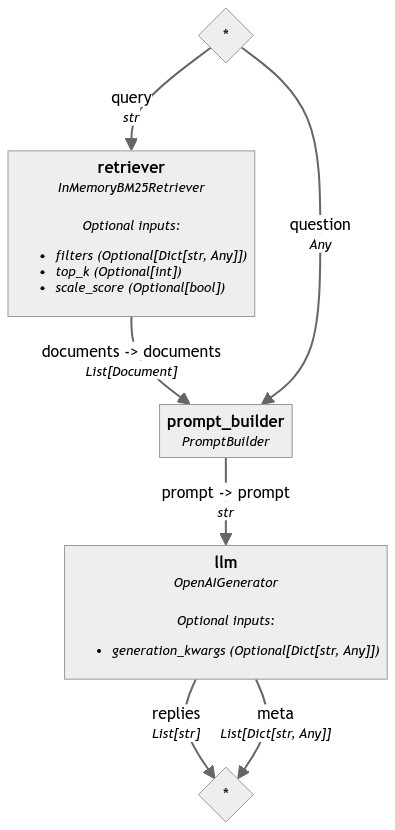 *
query
str
retriever
InMemoryBM25Retriever
Optional inputs:
• filters (Optional[Dict[str, Any]])
• top_k (Optional[int])
• scale_score (Optional[bool])
question
Any
documents -> documents
List[Document]
prompt_builder
PromptBuilder
prompt -> prompt
str
llm
OpenAIGenerator
Optional inputs:
• generation_kwargs (Optional[Dict[str, Any]])
replies
List[str]
meta
List[Dict[str, Any]]
*